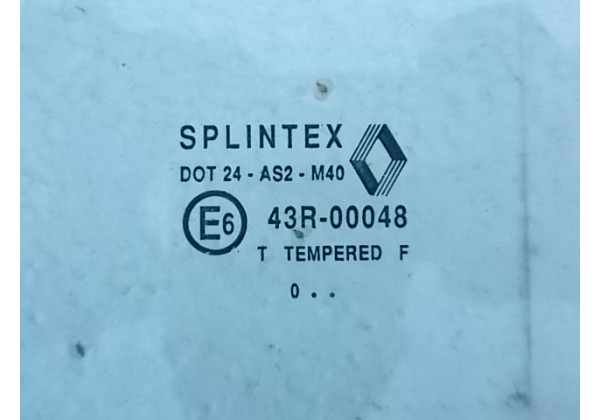 SPLINTEX
DOT 24 - AS2 - M40
E6 43R-00048
T TEMPERED F
0 . .